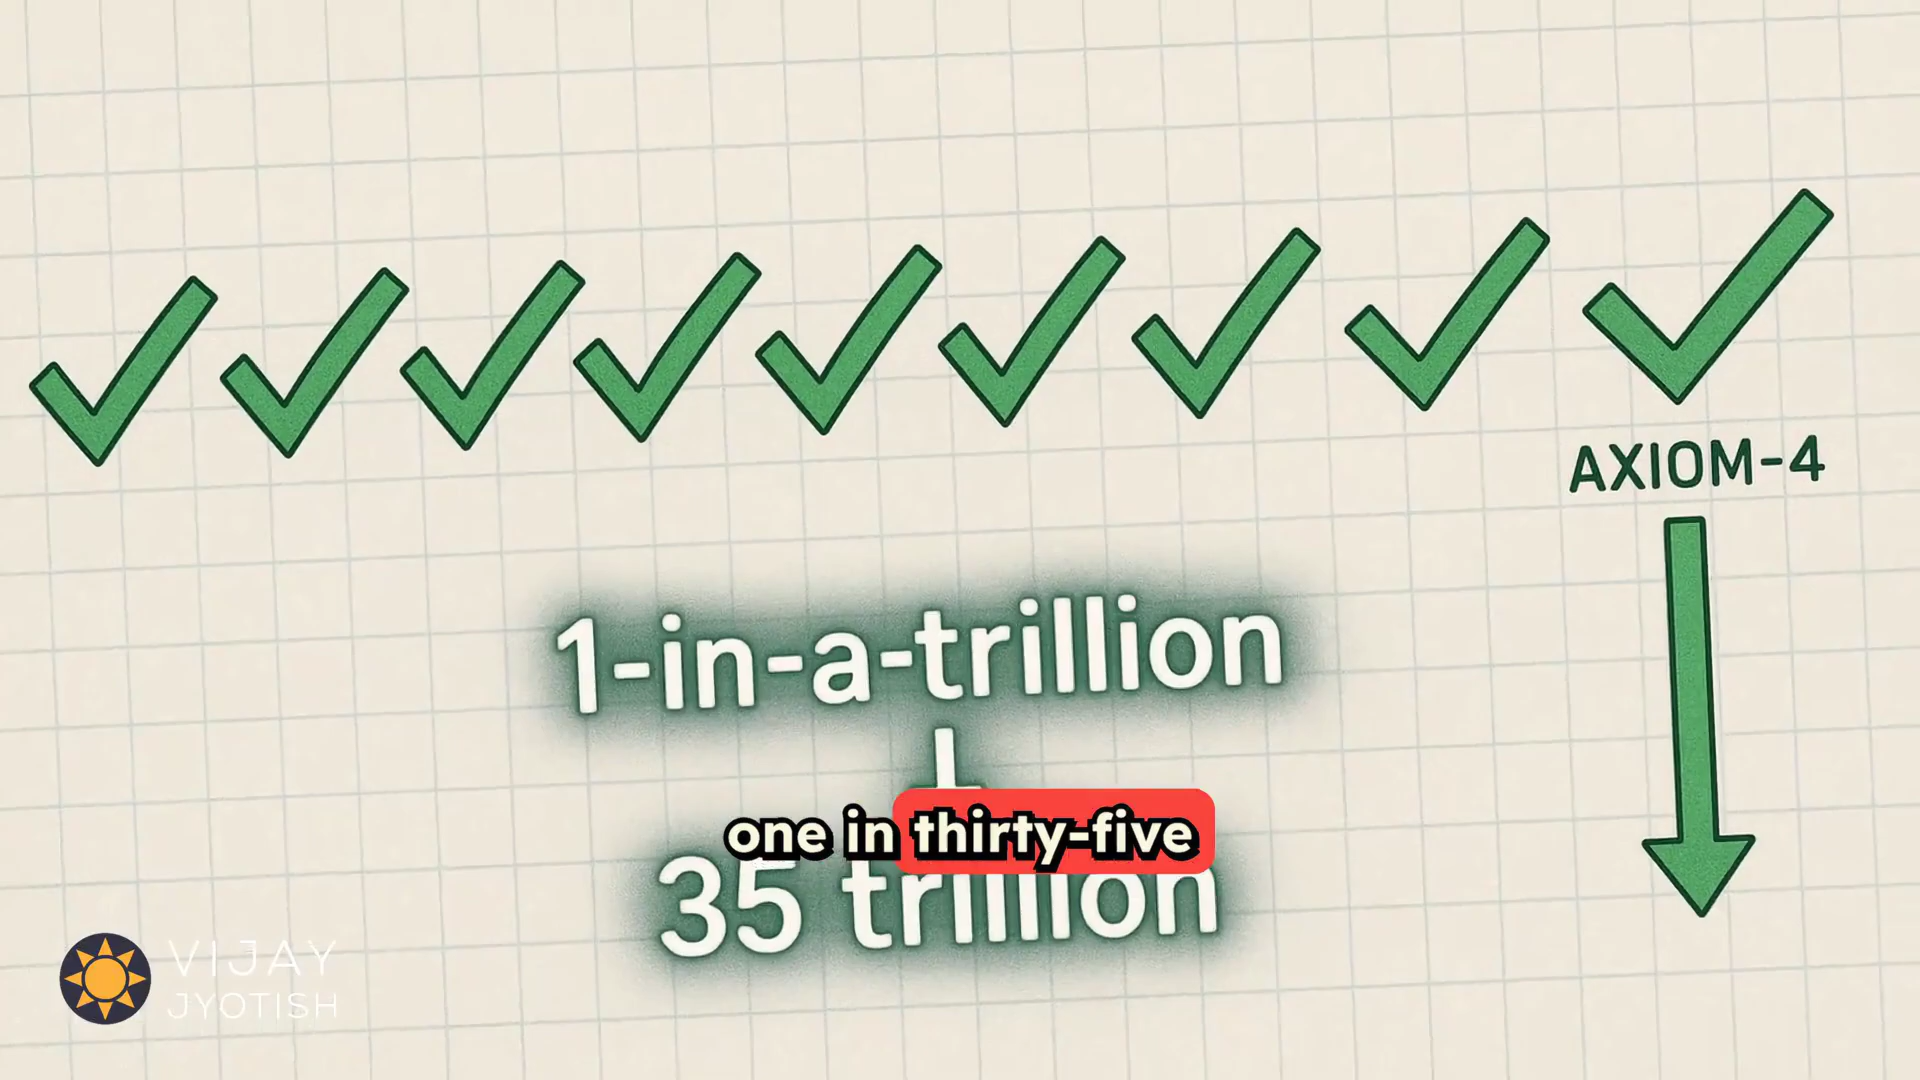 AXIOM-4
1-in-a-trillion
one in thirty-five
35 trillion
VIJAY
JYOTISH